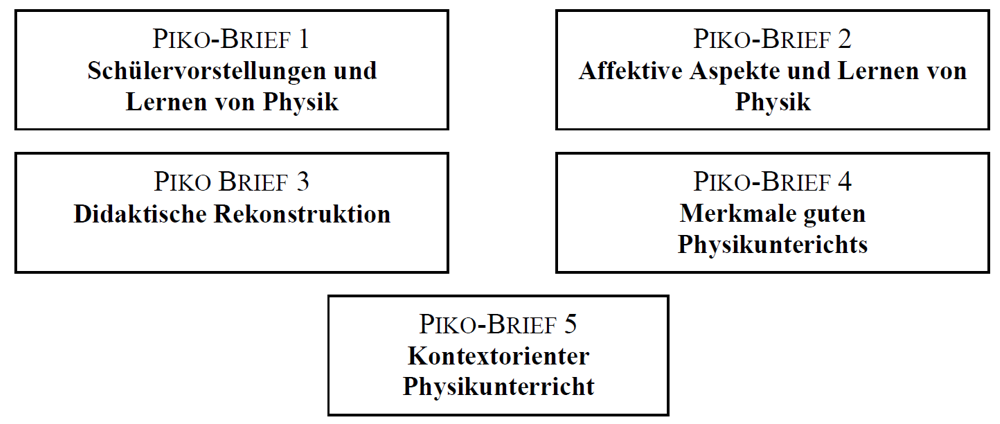 PIKO-BRIEF 1
Schülervorstellungen und
Lernen von Physik
PIKO-BRIEF 2
Affektive Aspekte und Lernen von
Physik
PIKO BRIEF 3
Didaktische Rekonstruktion
PIKO-BRIEF 4
Merkmale guten
Physikunterichts
PIKO-BRIEF 5
Kontextorienter
Physikunterricht